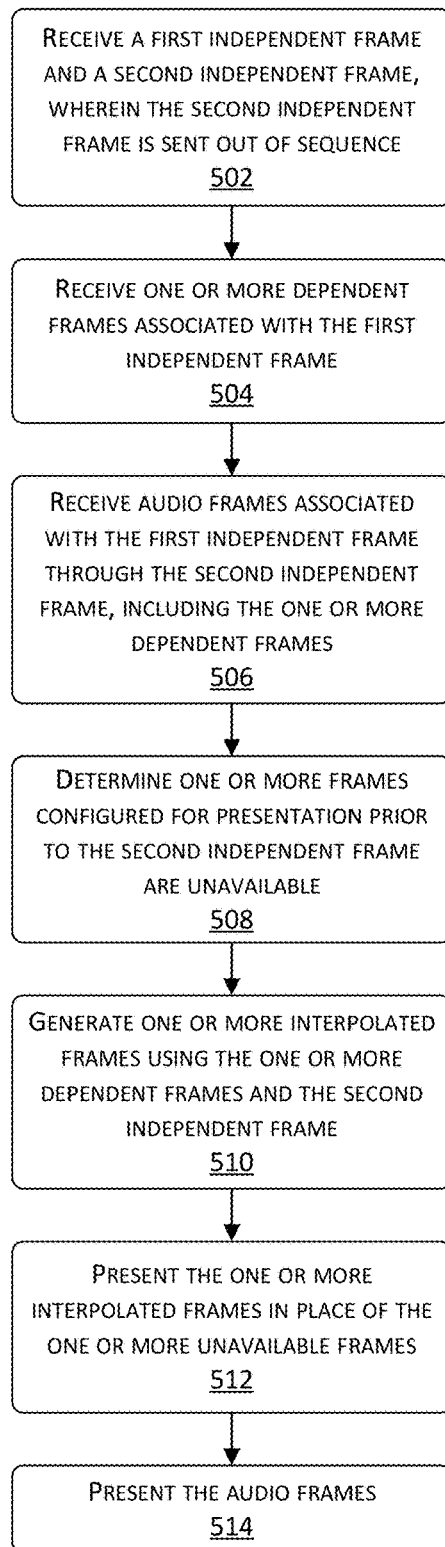 RECEIVE A FIRST INDEPENDENT FRAME
AND A SECOND INDEPENDENT FRAME,
WHEREIN THE SECOND INDEPENDENT
FRAME IS SENT OUT OF SEQUENCE
502
RECEIVE ONE OR MORE DEPENDENT
FRAMES ASSOCIATED WITH THE FIRST
INDEPENDENT FRAME
504
RECEIVE AUDIO FRAMES ASSOCIATED
WITH THE FIRST INDEPENDENT FRAME
THROUGH THE SECOND INDEPENDENT
FRAME, INCLUDING THE ONE OR MORE
DEPENDENT FRAMES
506
DETERMINE ONE OR MORE FRAMES
CONFIGURED FOR PRESENTATION PRIOR
TO THE SECOND INDEPENDENT FRAME
ARE UNAVAILABLE
508
GENERATE ONE OR MORE INTERPOLATED
FRAMES USING THE ONE OR MORE
DEPENDENT FRAMES AND THE SECOND
INDEPENDENT FRAME
510
PRESENT THE ONE OR MORE
INTERPOLATED FRAMES IN PLACE OF THE
ONE OR MORE UNAVAILABLE FRAMES
512
PRESENT THE AUDIO FRAMES
514